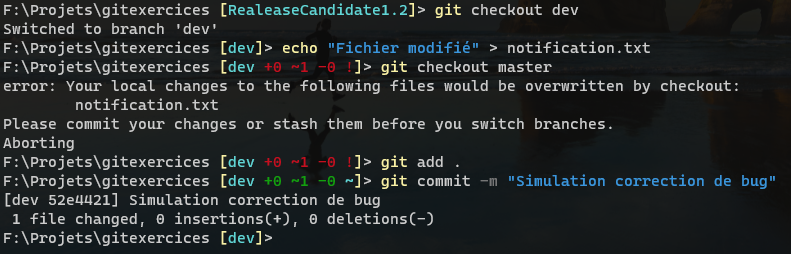 F:\Projets\gitexercices [RealeaseCandidate1.2]> git checkout dev
Switched to branch 'dev'
F:\Projets\gitexercices [dev]> echo "Fichier modifié" > notification.txt
F:\Projets\gitexercices [dev +0 ~1 -0 !]> git checkout master
error: Your local changes to the following files would be overwritten by checkout:
        notification.txt
Please commit your changes or stash them before you switch branches.
Aborting
F:\Projets\gitexercices [dev +0 ~1 -0 !]> git add .
F:\Projets\gitexercices [dev +0 ~1 -0 ~]> git commit -m "Simulation correction de bug"
[dev 52e4421] Simulation correction de bug
 1 file changed, 0 insertions(+), 0 deletions(-)
F:\Projets\gitexercices [dev]>